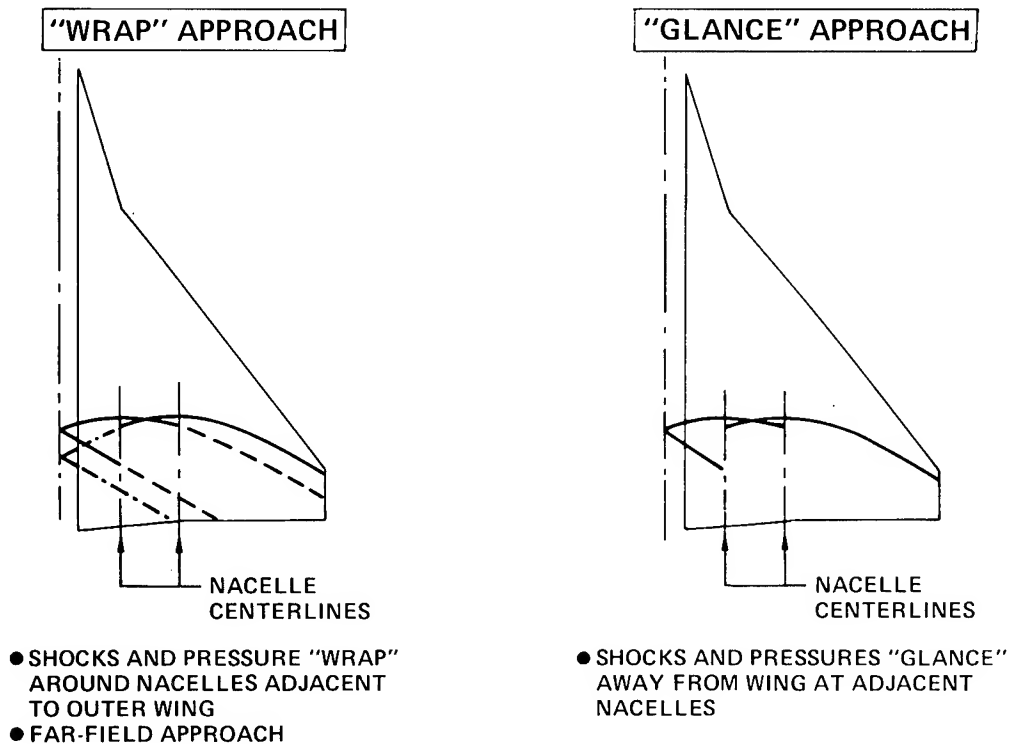 "WRAP" APPROACH
NACELLE
CENTERLINES
● SHOCKS AND PRESSURE "WRAP"
AROUND NACELLES ADJACENT
TO OUTER WING
● FAR-FIELD APPROACH
"GLANCE" APPROACH
NACELLE
CENTERLINES
● SHOCKS AND PRESSURES "GLANCE"
AWAY FROM WING AT ADJACENT
NACELLES